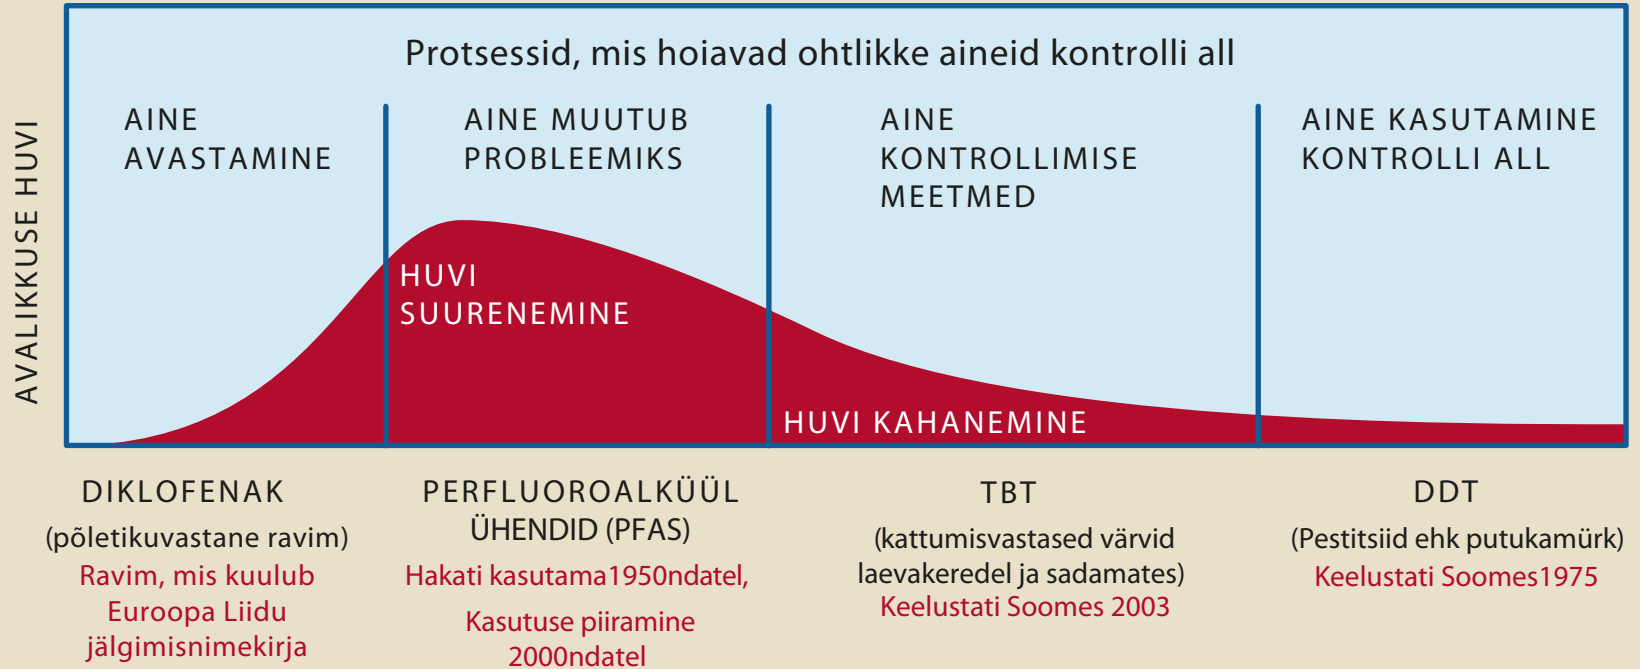 Protsessid, mis hoiavad ohtlikke aineid kontrolli all
AVALIKKUSE HUVI
AINE
AVASTAMINE
AINE MUUTUB
PROBLEEMIKS
AINE
KONTROLLIMISE
MEETMED
AINE KASUTAMINE
KONTROLLI ALL
HUVI
SUURENEMINE
HUVI KAHANEMINE
DIKLOFENAK
(põletikuvastane ravim)
Ravim, mis kuulub
Euroopa Liidu
jälgimisnimekirja
PERFLUOROALKÜÜL
ÜHENDID (PFAS)
Hakati kasutama1950ndatel,
Kasutuse piiramine
2000ndatel
TBT
(kattumisvastased värvid
laevakeredel ja sadamates)
Keelustati Soomes 2003
DDT
(Pestitsiid ehk putukamürk)
Keelustati Soomes1975